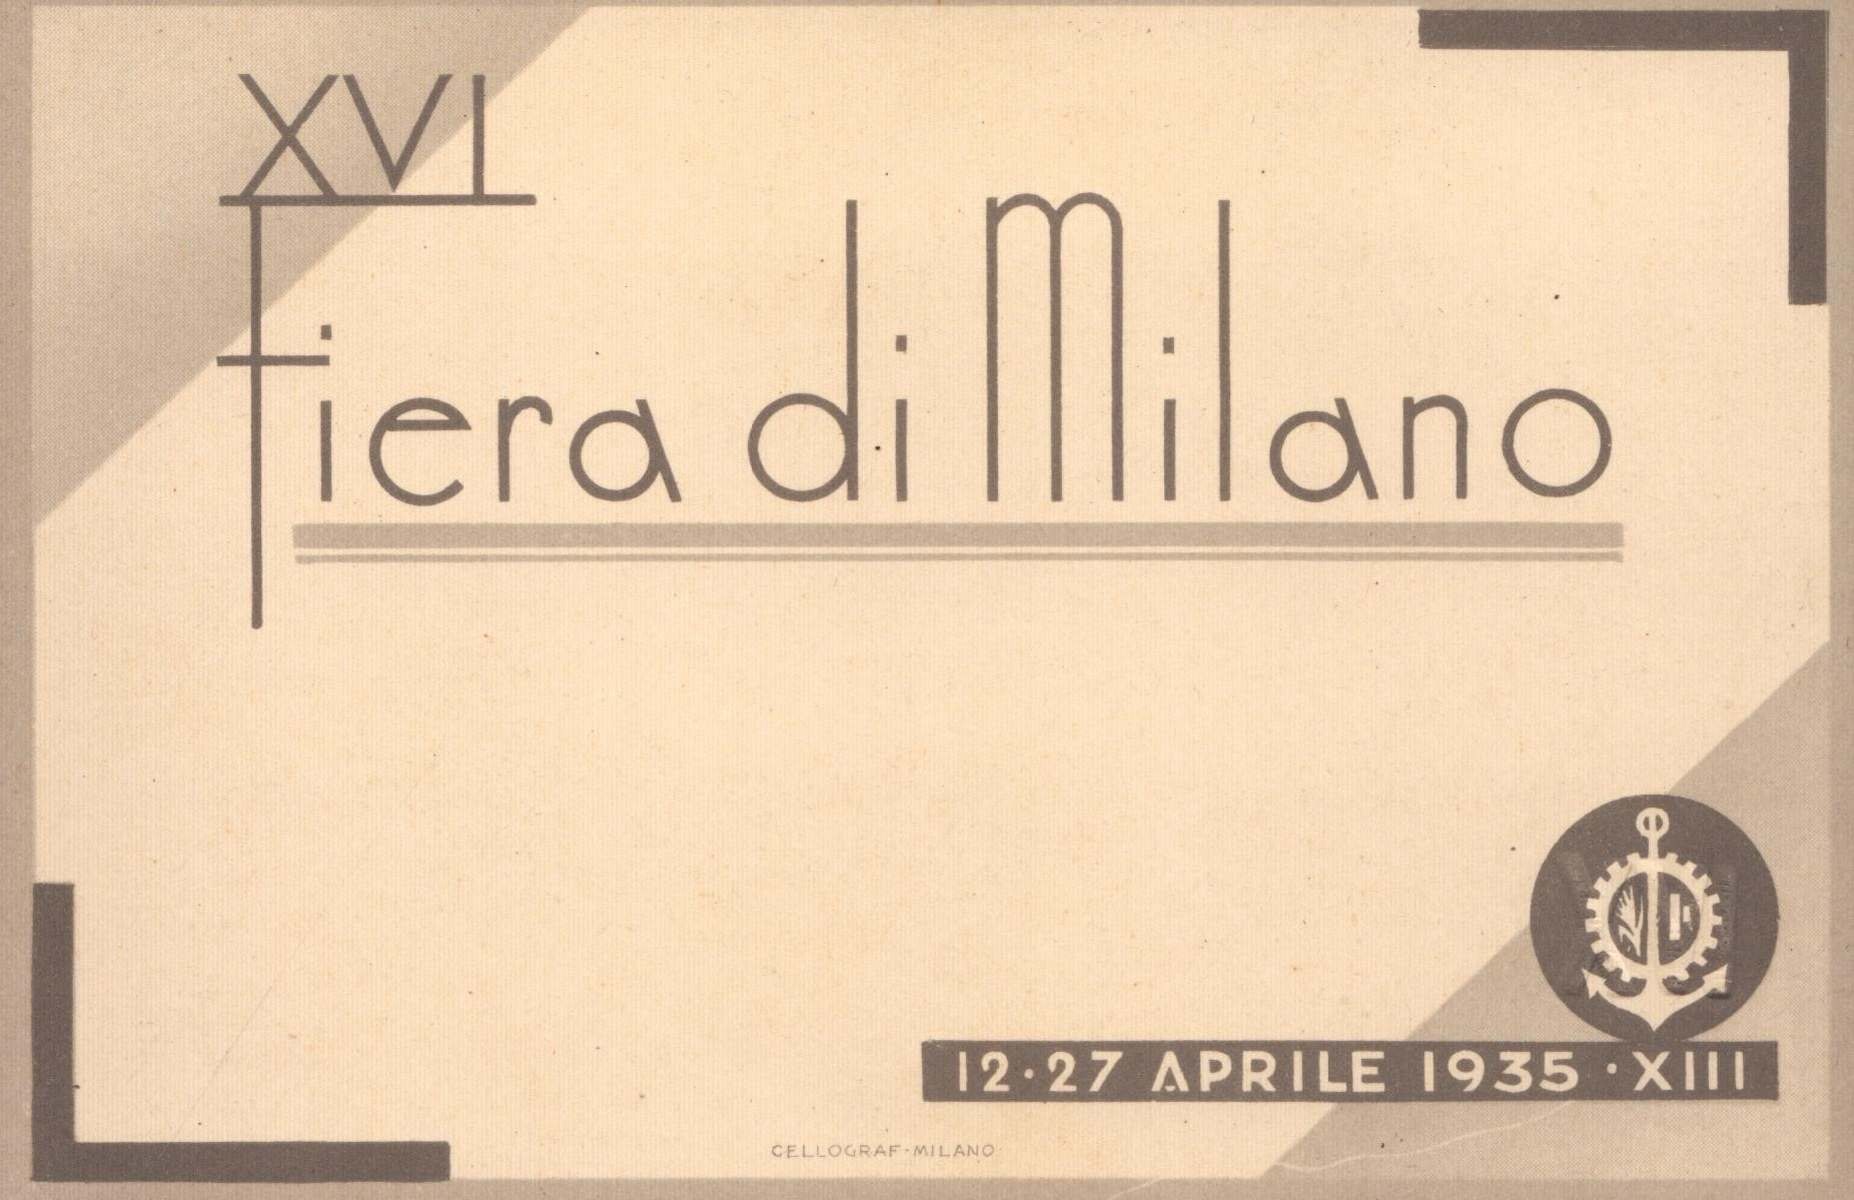 XVI
Fiera di Milano
12·27 APRILE 1935·XIII
CELLOGRAF-MILANO